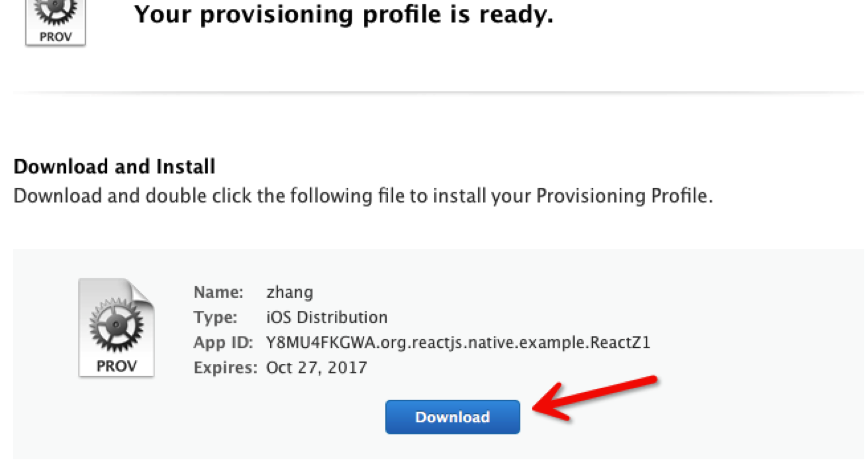 PROV
Your provisioning profile is ready.
Download and Install
Download and double click the following file to install your Provisioning Profile.
PROV
Name: zhang
Type: iOS Distribution
App ID: Y8MU4FKGWA.org.reactjs.native.example.ReactZ1
Expires: Oct 27, 2017
Download